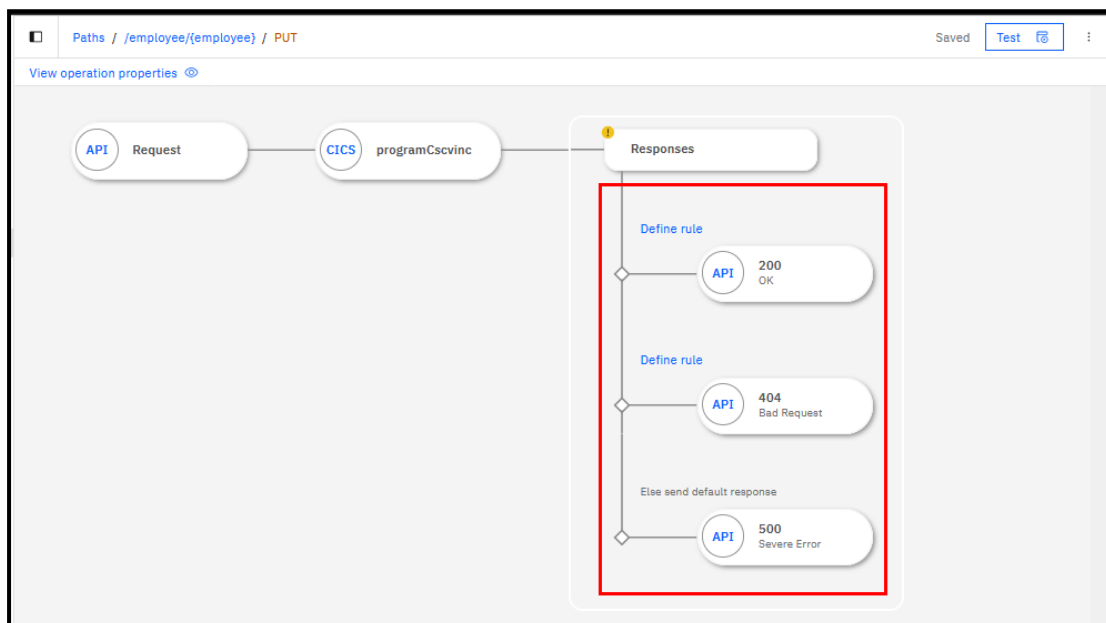 Paths / /employee/{employee} / PUT
Saved
Test
View operation properties
API Request
CICS programCscvinc
! Responses
Define rule
API 200
OK
Define rule
API 404
Bad Request
Else send default response
API 500
Severe Error